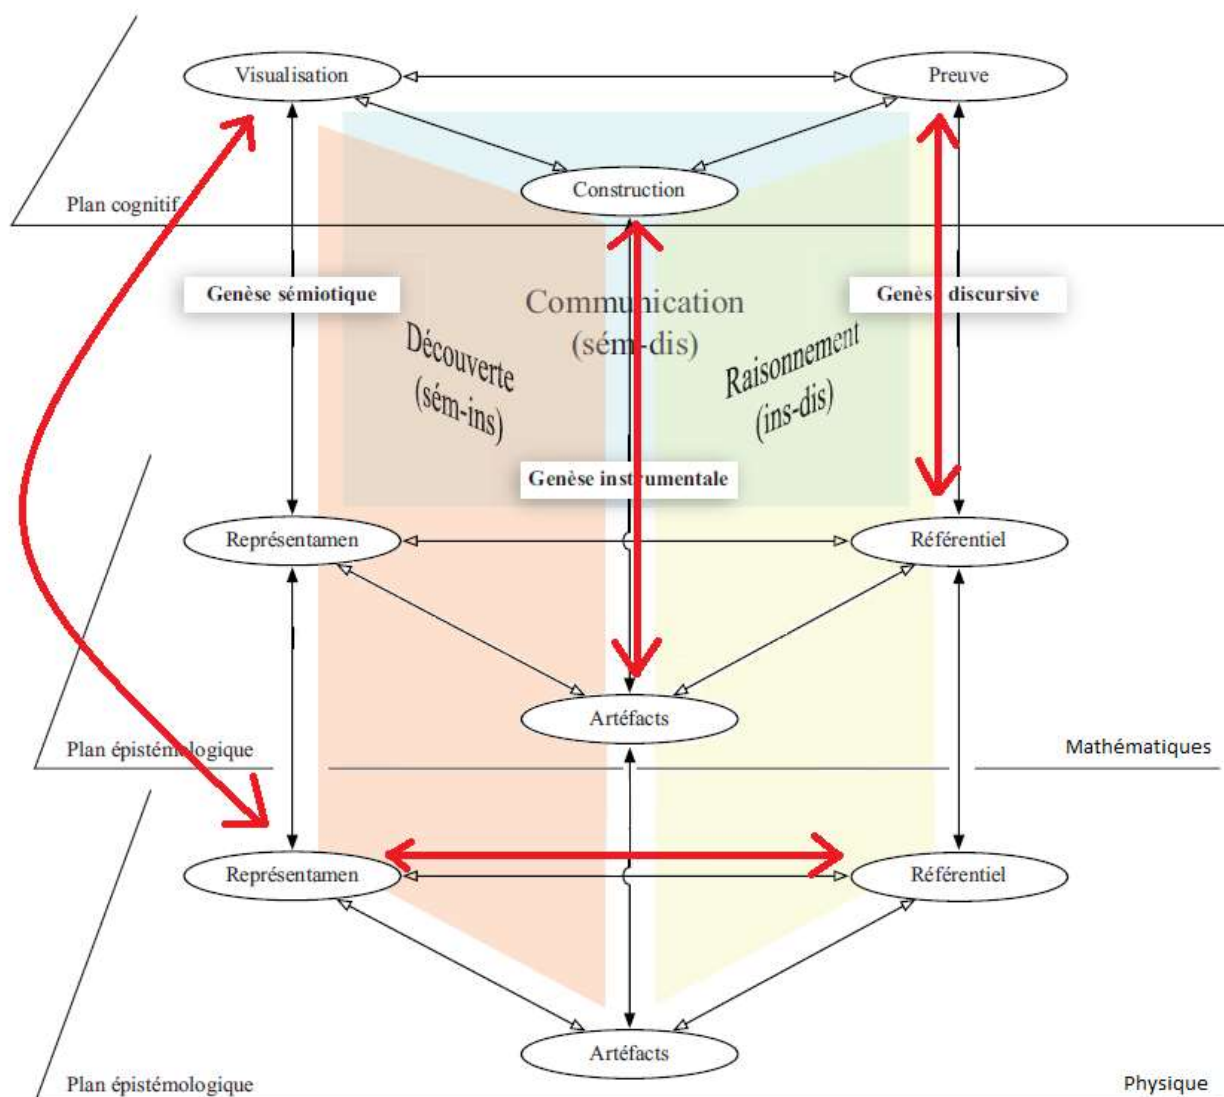 Visualisation
Preuve
Construction
Plan cognitif
Genèse sémiotique
Genèse discursive
Communication
(sém-dis)
Découverte
(sém-ins)
Raisonnement
(ins-dis)
Genèse instrumentale
Représentamen
Référentiel
Artéfacts
Plan épistémologique
Mathématiques
Représentamen
Référentiel
Artéfacts
Plan épistémologique
Physique